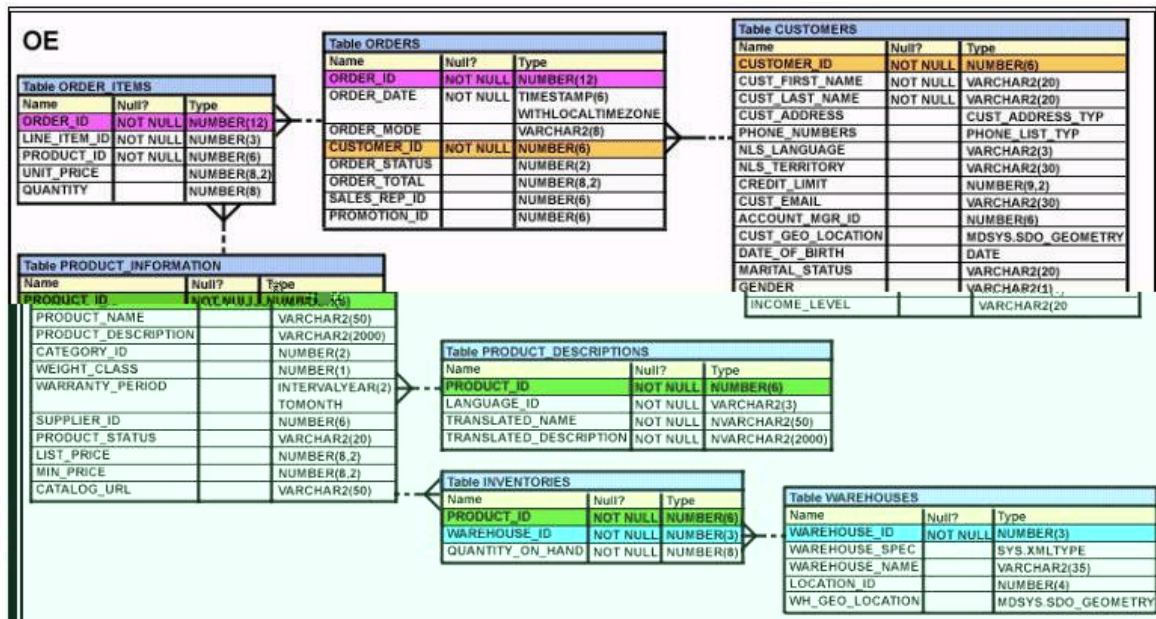 OE
Table ORDER_ITEMS
Name Null? Type
ORDER_ID NOT NULL NUMBER(12)
LINE_ITEM_ID NOT NULL NUMBER(3)
PRODUCT_ID NOT NULL NUMBER(6)
UNIT_PRICE NUMBER(8,2)
QUANTITY NUMBER(8)
Table ORDERS
Name Null? Type
ORDER_ID NOT NULL NUMBER(12)
ORDER_DATE NOT NULL TIMESTAMP(6)
WITHLOCALTIMEZONE
ORDER_MODE VARCHAR2(8)
CUSTOMER_ID NOT NULL NUMBER(6)
ORDER_STATUS NUMBER(2)
ORDER_TOTAL NUMBER(8,2)
SALES_REP_ID NUMBER(6)
PROMOTION_ID NUMBER(6)
Table CUSTOMERS
Name Null? Type
CUSTOMER_ID NOT NULL NUMBER(6)
CUST_FIRST_NAME NOT NULL VARCHAR2(20)
CUST_LAST_NAME NOT NULL VARCHAR2(20)
CUST_ADDRESS CUST_ADDRESS_TYP
PHONE_NUMBERS PHONE_LIST_TYP
NLS_LANGUAGE VARCHAR2(3)
NLS_TERRITORY VARCHAR2(30)
CREDIT_LIMIT NUMBER(9,2)
CUST_EMAIL VARCHAR2(30)
ACCOUNT_MGR_ID NUMBER(6)
CUST_GEO_LOCATION MDSYS.SDO_GEOMETRY
DATE_OF_BIRTH DATE
MARITAL_STATUS VARCHAR2(20)
GENDER VARCHAR2(1)
INCOME_LEVEL VARCHAR2(20
Table PRODUCT_INFORMATION
Name Null? Type
PRODUCT_ID NOT NULL
PRODUCT_NAME VARCHAR2(50)
PRODUCT_DESCRIPTION VARCHAR2(2000)
CATEGORY_ID NUMBER(2)
WEIGHT_CLASS NUMBER(1)
WARRANTY_PERIOD INTERVALYEAR(2)
TOMONTH
SUPPLIER_ID NUMBER(6)
PRODUCT_STATUS VARCHAR2(20)
LIST_PRICE NUMBER(8,2)
MIN_PRICE NUMBER(8,2)
CATALOG_URL VARCHAR2(50)
Table PRODUCT_DESCRIPTIONS
Name Null? Type
PRODUCT_ID NOT NULL NUMBER(6)
LANGUAGE_ID NOT NULL VARCHAR2(3)
TRANSLATED_NAME NOT NULL NVARCHAR2(50)
TRANSLATED_DESCRIPTION NOT NULL NVARCHAR2(2000)
Table INVENTORIES
Name Null? Type
PRODUCT_ID NOT NULL NUMBER(6)
WAREHOUSE_ID NOT NULL NUMBER(3)
QUANTITY_ON_HAND NOT NULL NUMBER(8)
Table WAREHOUSES
Name Null? Type
WAREHOUSE_ID NOT NULL NUMBER(3)
WAREHOUSE_SPEC SYS.XMLTYPE
WAREHOUSE_NAME VARCHAR2(35)
LOCATION_ID NUMBER(4)
WH_GEO_LOCATION MDSYS.SDO_GEOMETRY